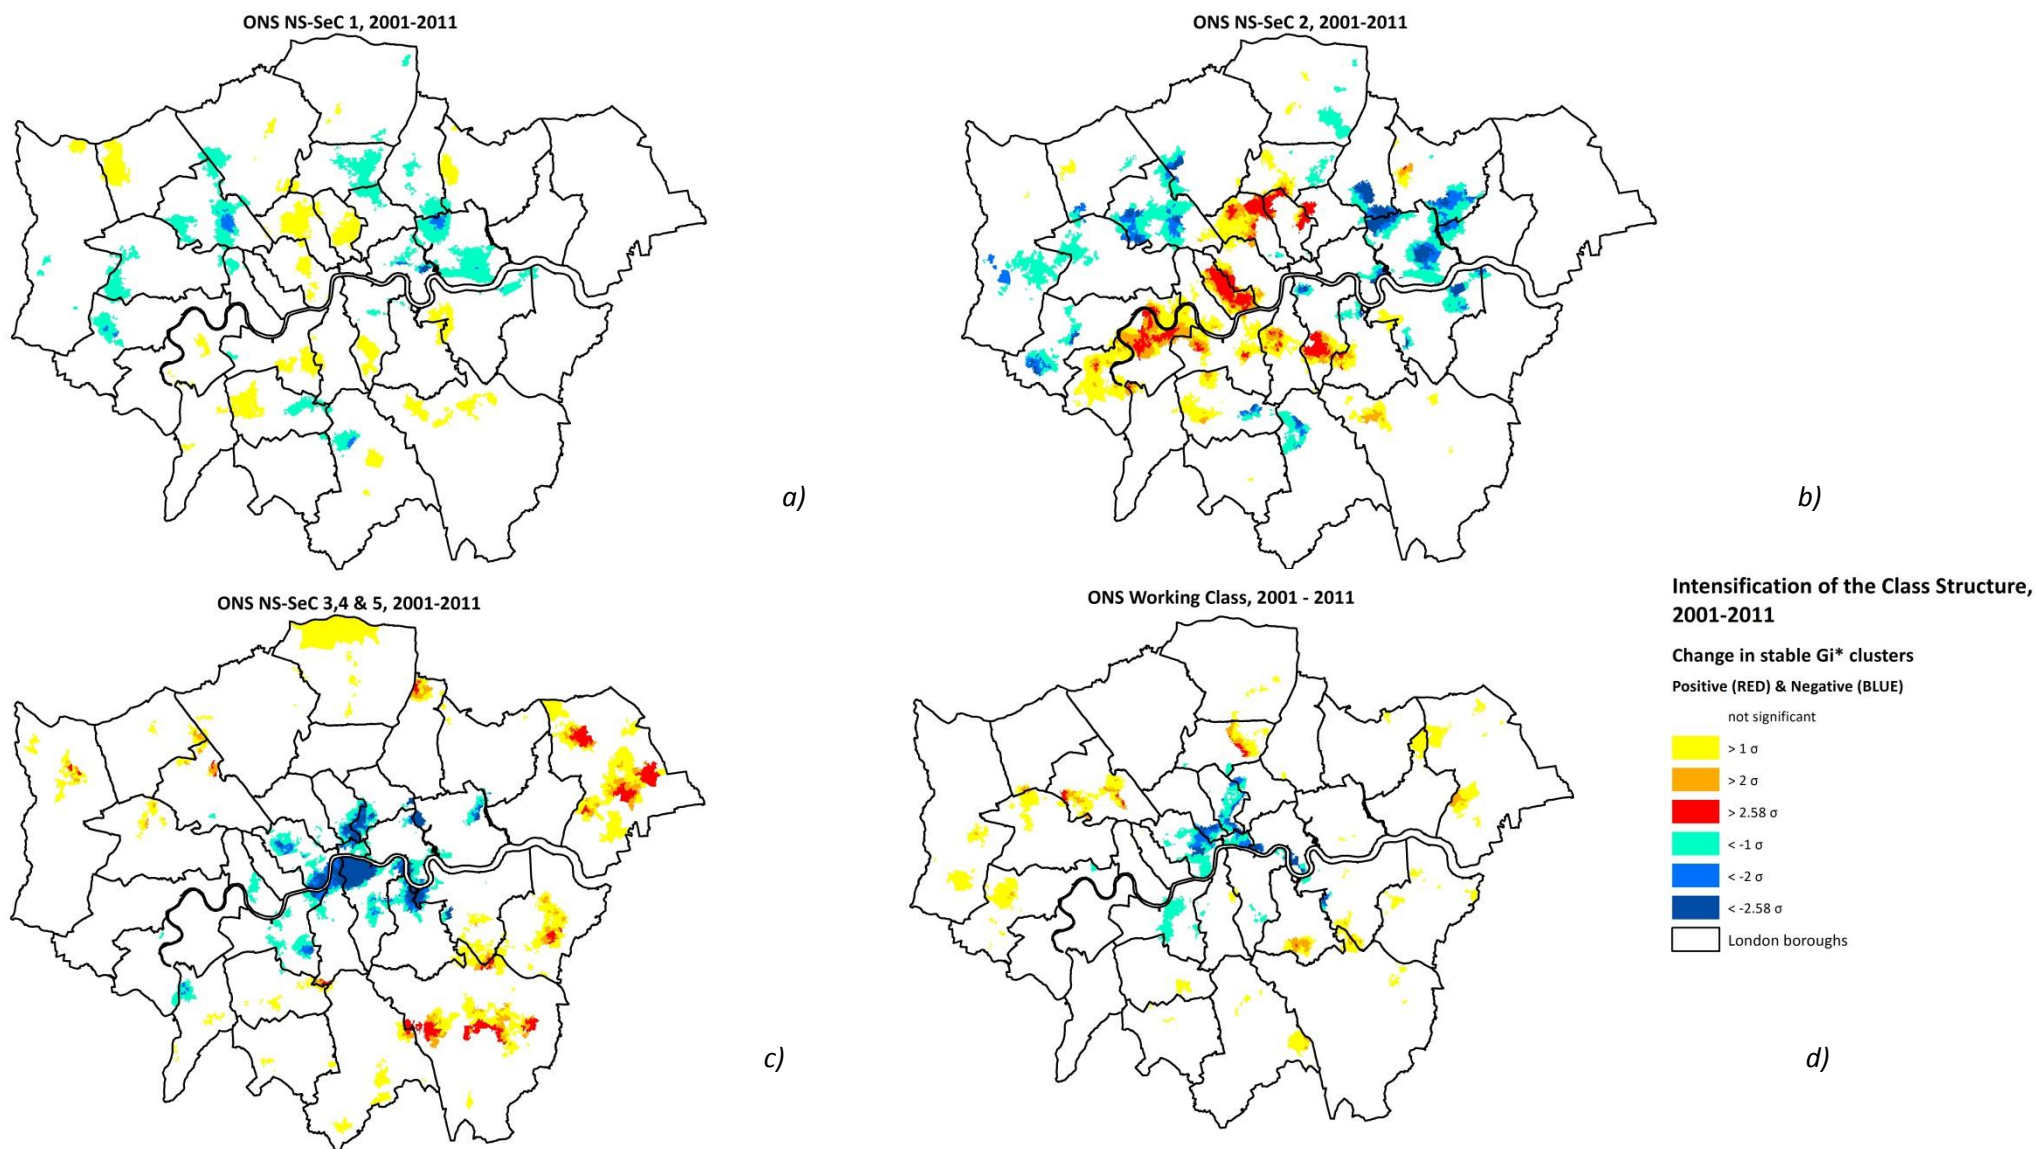 ONS NS-SeC 1, 2001-2011
ONS NS-SeC 2, 2001-2011
a)
b)
ONS NS-SeC 3,4 & 5, 2001-2011
ONS Working Class, 2001 - 2011
c)
d)
Intensification of the Class Structure,
2001-2011
Change in stable Gi* clusters
Positive (RED) & Negative (BLUE)
not significant
> 1 σ
> 2 σ
> 2.58 σ
< -1 σ
< -2 σ
< -2.58 σ
London boroughs